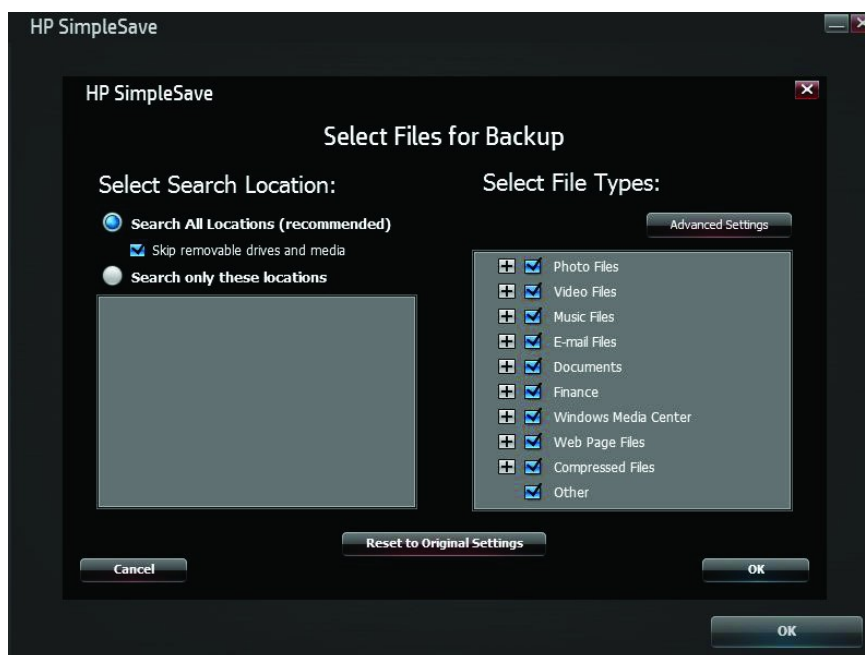 HP SimpleSave
HP SimpleSave
Select Files for Backup
Select Search Location:
Search All Locations (recommended)
Skip removable drives and media
Search only these locations
Select File Types:
Advanced Settings
Photo Files
Video Files
Music Files
E-mail Files
Documents
Finance
Windows Media Center
Web Page Files
Compressed Files
Other
Reset to Original Settings
Cancel
OK
OK